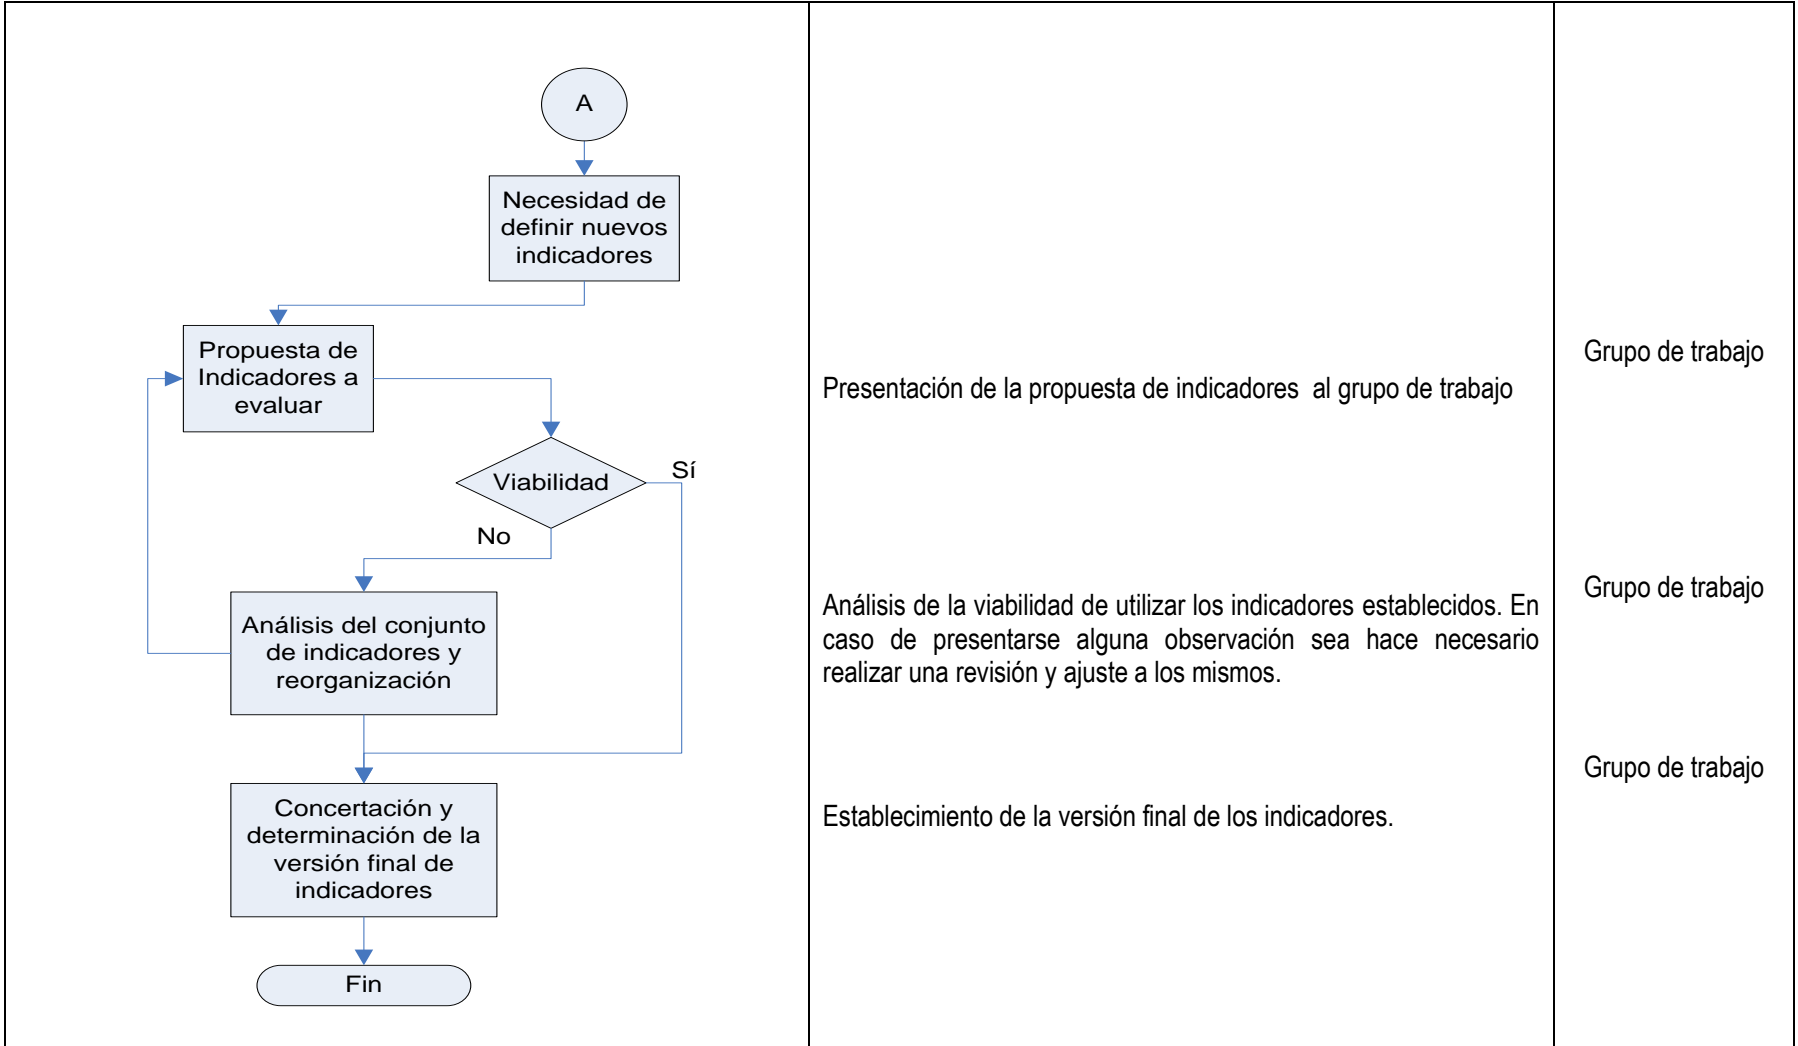 A
Necesidad de
definir nuevos
indicadores
Propuesta de
Indicadores a
evaluar
Viabilidad
Sí
No
Análisis del conjunto
de indicadores y
reorganización
Concertación y
determinación de la
versión final de
indicadores
Fin
Presentación de la propuesta de indicadores  al grupo de trabajo
Análisis de la viabilidad de utilizar los indicadores establecidos. En
caso de presentarse alguna observación sea hace necesario
realizar una revisión y ajuste a los mismos.
Establecimiento de la versión final de los indicadores.
Grupo de trabajo
Grupo de trabajo
Grupo de trabajo